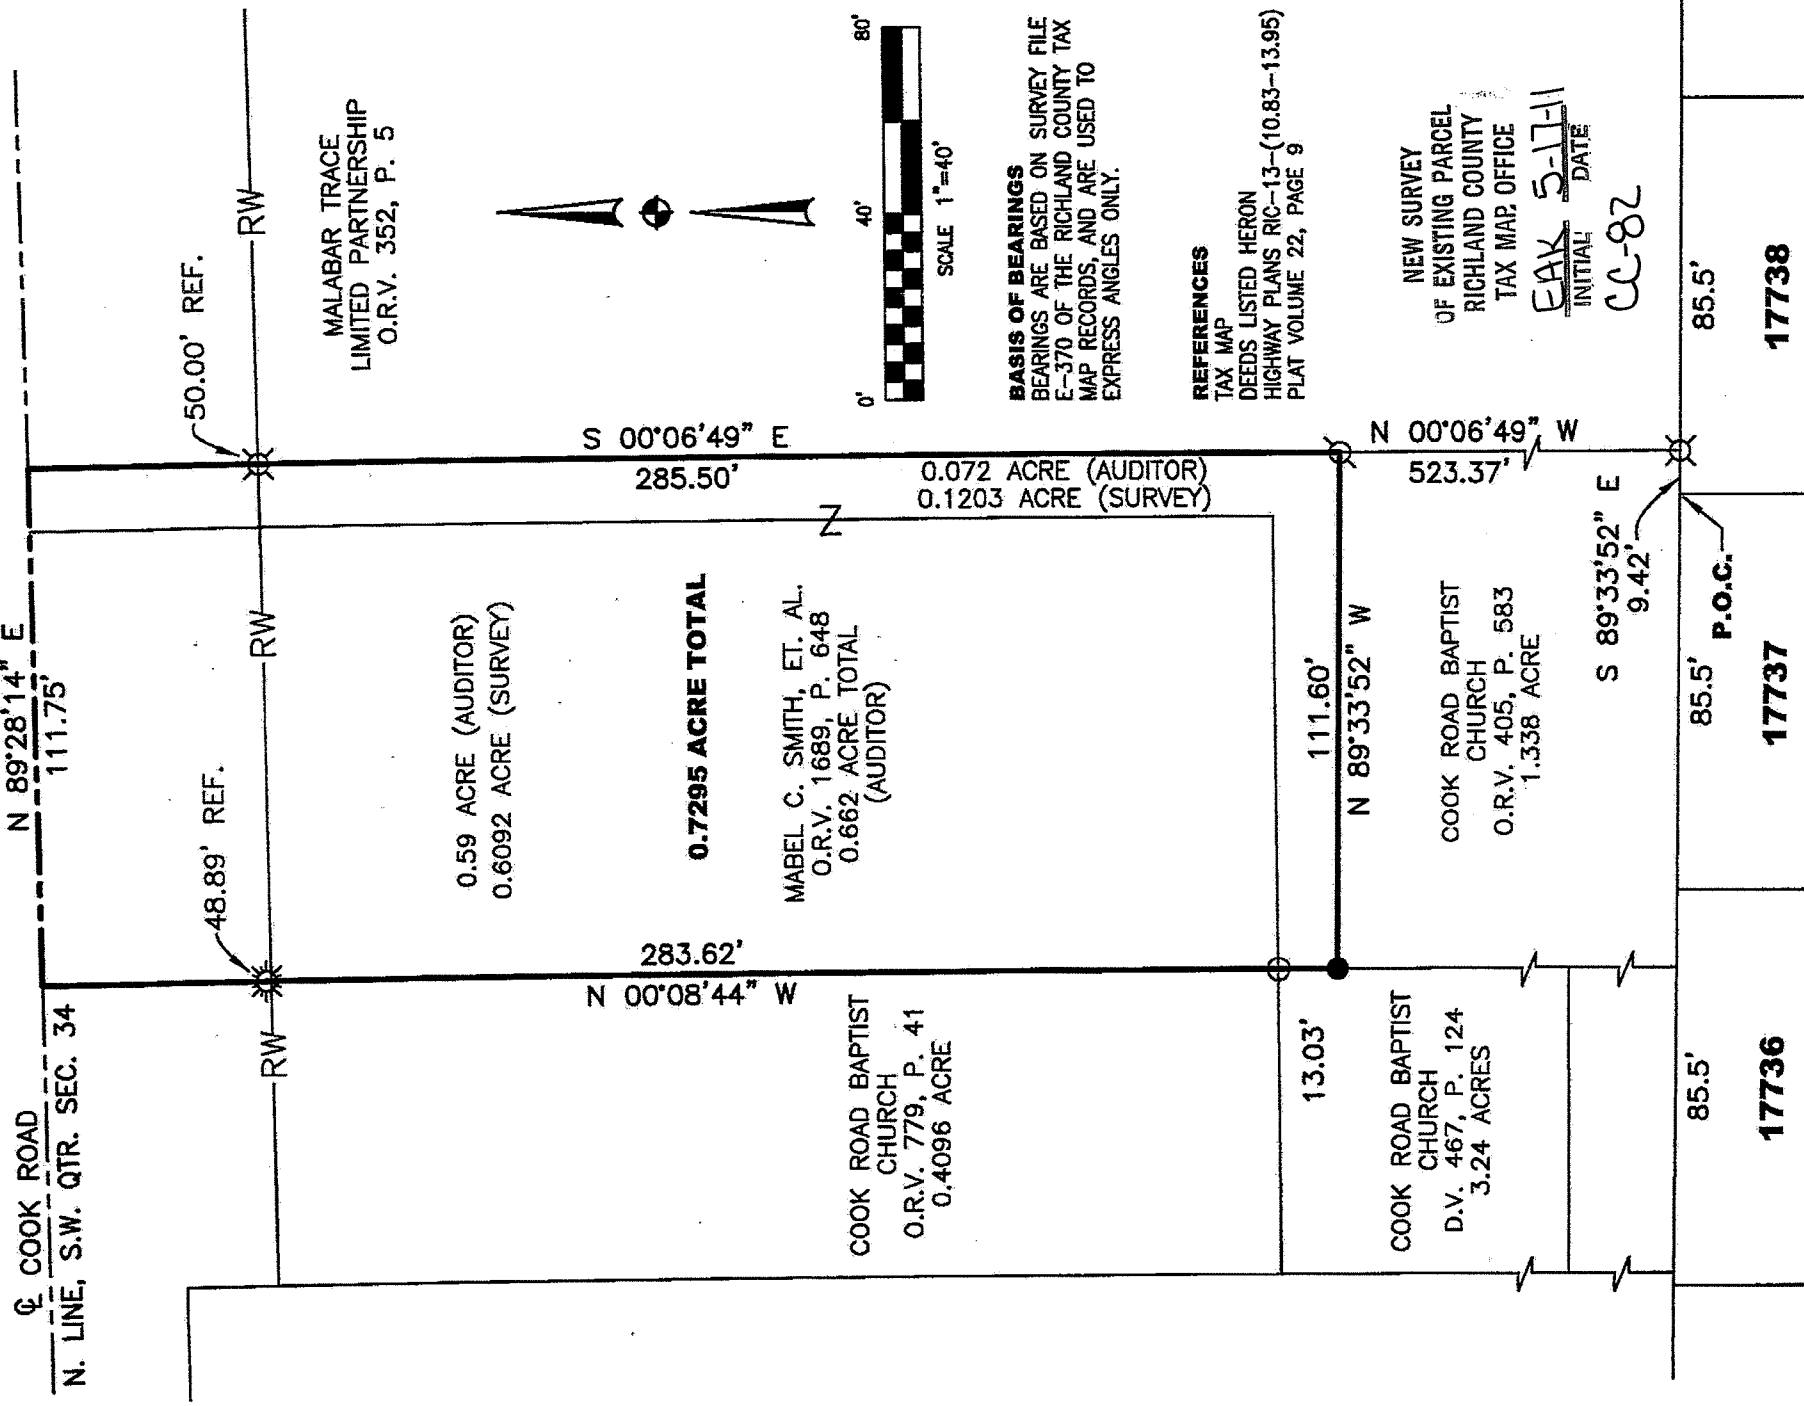 ℄ COOK ROAD
N. LINE, S.W. QTR. SEC. 34
N 89°28'14" E
111.75'
48.89' REF.
50.00' REF.
RW
RW
RW
MALABAR TRACE
LIMITED PARTNERSHIP
O.R.V. 352, P. 5
0.59 ACRE (AUDITOR)
0.6092 ACRE (SURVEY)
0.7295 ACRE TOTAL
MABEL C. SMITH, ET. AL.
O.R.V. 1689, P. 648
0.662 ACRE TOTAL
(AUDITOR)
283.62'
N 00°08'44" W
S 00°06'49" E
285.50'
0.072 ACRE (AUDITOR)
0.1203 ACRE (SURVEY)
Z
0'
40'
80'
SCALE 1"=40'
BASIS OF BEARINGS
BEARINGS ARE BASED ON SURVEY FILE
E-370 OF THE RICHLAND COUNTY TAX
MAP RECORDS, AND ARE USED TO
EXPRESS ANGLES ONLY.
REFERENCES
TAX MAP
DEEDS LISTED HERON
HIGHWAY PLANS RIC-13-(10.83-13.95)
PLAT VOLUME 22, PAGE 9
COOK ROAD BAPTIST
CHURCH
O.R.V. 779, P. 41
0.4096 ACRE
13.03'
111.60'
N 89°33'52" W
N 00°06'49" W
523.37'
COOK ROAD BAPTIST
CHURCH
D.V. 467, P. 124
3.24 ACRES
COOK ROAD BAPTIST
CHURCH
O.R.V. 405, P. 583
1.338 ACRE
NEW SURVEY
OF EXISTING PARCEL
RICHLAND COUNTY
TAX MAP OFFICE
EAK 5-17-11
INITIAL DATE
CC-82
S 89°33'52" E
9.42'
P.O.C.
85.5'
85.5'
85.5'
17736
17737
17738